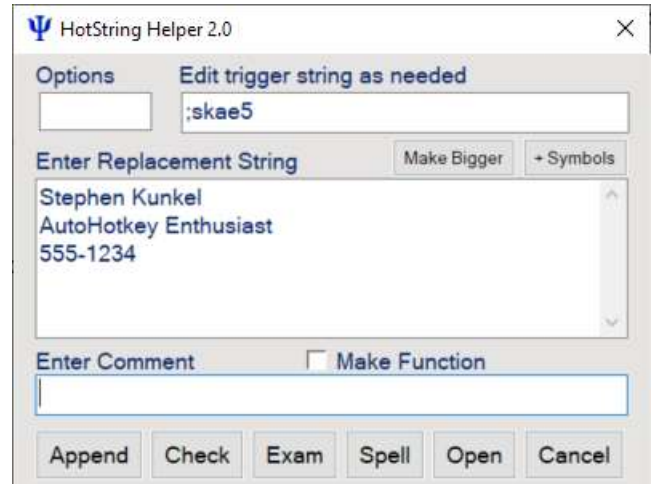 Ψ HotString Helper 2.0
Options Edit trigger string as needed
;skae5
Enter Replacement String Make Bigger + Symbols
Stephen Kunkel
AutoHotkey Enthusiast
555-1234
Enter Comment Make Function
Append Check Exam Spell Open Cancel